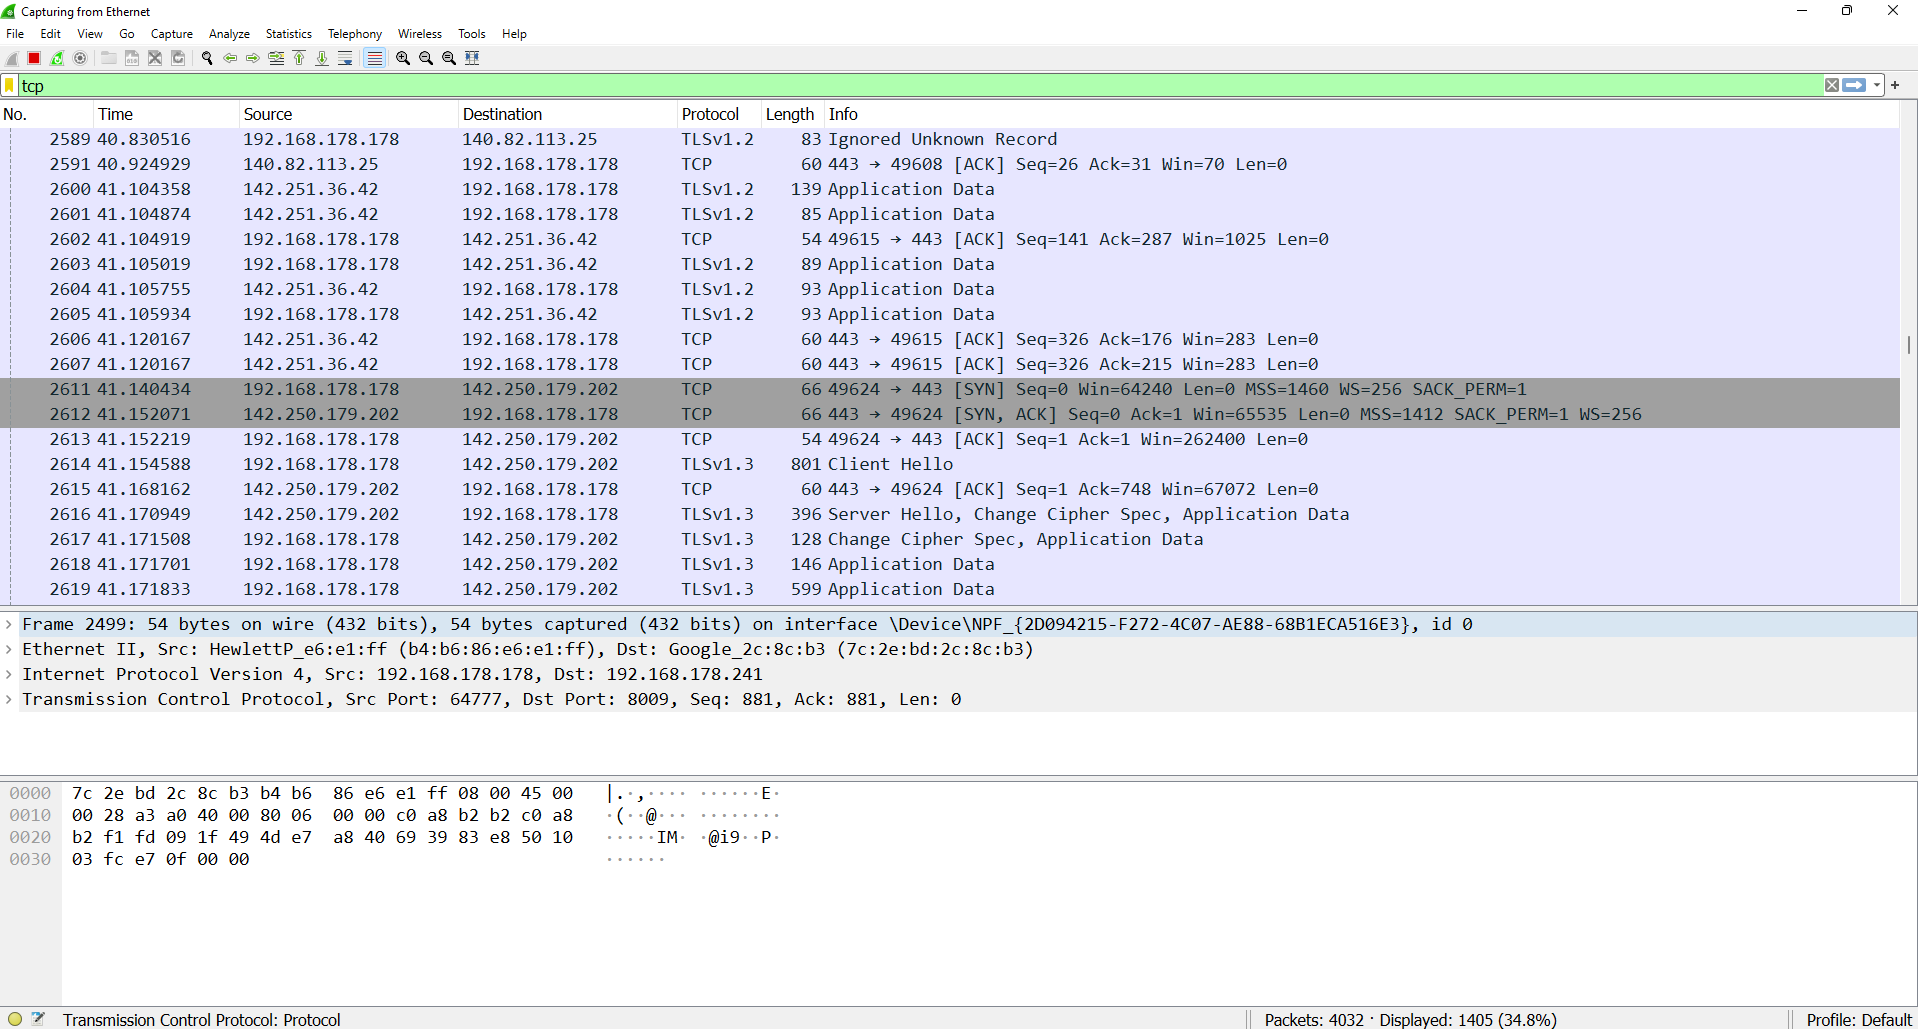 Capturing from Ethernet
File Edit View Go Capture Analyze Statistics Telephony Wireless Tools Help
tcp
No. Time Source Destination Protocol Length Info
2589 40.830516 192.168.178.178 140.82.113.25 TLSv1.2 83 Ignored Unknown Record
2591 40.924929 140.82.113.25 192.168.178.178 TCP 60 443 → 49608 [ACK] Seq=26 Ack=31 Win=70 Len=0
2600 41.104358 142.251.36.42 192.168.178.178 TLSv1.2 139 Application Data
2601 41.104874 142.251.36.42 192.168.178.178 TLSv1.2 85 Application Data
2602 41.104919 192.168.178.178 142.251.36.42 TCP 54 49615 → 443 [ACK] Seq=141 Ack=287 Win=1025 Len=0
2603 41.105019 192.168.178.178 142.251.36.42 TLSv1.2 89 Application Data
2604 41.105755 142.251.36.42 192.168.178.178 TLSv1.2 93 Application Data
2605 41.105934 192.168.178.178 142.251.36.42 TLSv1.2 93 Application Data
2606 41.120167 142.251.36.42 192.168.178.178 TCP 60 443 → 49615 [ACK] Seq=326 Ack=176 Win=283 Len=0
2607 41.120167 142.251.36.42 192.168.178.178 TCP 60 443 → 49615 [ACK] Seq=326 Ack=215 Win=283 Len=0
2611 41.140434 192.168.178.178 142.250.179.202 TCP 66 49624 → 443 [SYN] Seq=0 Win=64240 Len=0 MSS=1460 WS=256 SACK_PERM=1
2612 41.152071 142.250.179.202 192.168.178.178 TCP 66 443 → 49624 [SYN, ACK] Seq=0 Ack=1 Win=65535 Len=0 MSS=1412 SACK_PERM=1 WS=256
2613 41.152219 192.168.178.178 142.250.179.202 TCP 54 49624 → 443 [ACK] Seq=1 Ack=1 Win=262400 Len=0
2614 41.154588 192.168.178.178 142.250.179.202 TLSv1.3 801 Client Hello
2615 41.168162 142.250.179.202 192.168.178.178 TCP 60 443 → 49624 [ACK] Seq=1 Ack=748 Win=67072 Len=0
2616 41.170949 142.250.179.202 192.168.178.178 TLSv1.3 396 Server Hello, Change Cipher Spec, Application Data
2617 41.171508 192.168.178.178 142.250.179.202 TLSv1.3 128 Change Cipher Spec, Application Data
2618 41.171701 192.168.178.178 142.250.179.202 TLSv1.3 146 Application Data
2619 41.171833 192.168.178.178 142.250.179.202 TLSv1.3 599 Application Data
Frame 2499: 54 bytes on wire (432 bits), 54 bytes captured (432 bits) on interface \Device\NPF_{2D094215-F272-4C07-AE88-68B1ECA516E3}, id 0
Ethernet II, Src: HewlettP_e6:e1:ff (b4:b6:86:e6:e1:ff), Dst: Google_2c:8c:b3 (7c:2e:bd:2c:8c:b3)
Internet Protocol Version 4, Src: 192.168.178.178, Dst: 192.168.178.241
Transmission Control Protocol, Src Port: 64777, Dst Port: 8009, Seq: 881, Ack: 881, Len: 0
0000 7c 2e bd 2c 8c b3 b4 b6 86 e6 e1 ff 08 00 45 00 |.·,···· ······E·
0010 00 28 a3 a0 40 00 80 06 00 00 c0 a8 b2 b2 c0 a8 ·(··@··· ········
0020 b2 f1 fd 09 1f 49 4d e7 a8 40 69 39 83 e8 50 10 ·····IM· ·@i9··P·
0030 03 fc e7 0f 00 00 ······
Transmission Control Protocol: Protocol
Packets: 4032 · Displayed: 1405 (34.8%)
Profile: Default